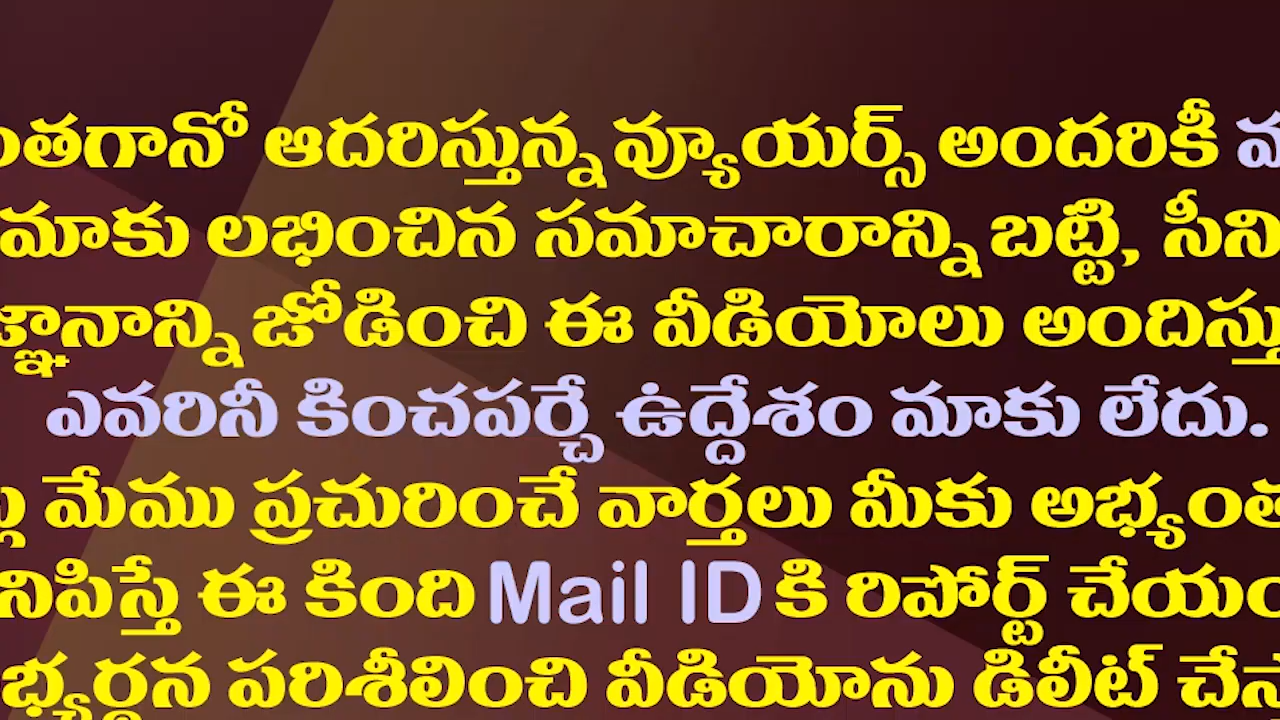 ంతగానో ఆదరిస్తున్న వ్యూయర్స్ అందరికీ
మాకు లభించిన సమాచారాన్ని బట్టి, సీని
జ్ఞానాన్ని జోడించి ఈ వీడియోలు అందిస్తు
ఎవరినీ కించపర్చే ఉద్దేశం మాకు లేదు.
మేము ప్రచురించే వార్తలు మీకు అభ్యంత
నిపిస్తే ఈ కింది Mail ID కి రిపోర్ట్ చేయం
భ్యర్థన పరిశీలించి వీడియోను డిలీట్ చేస